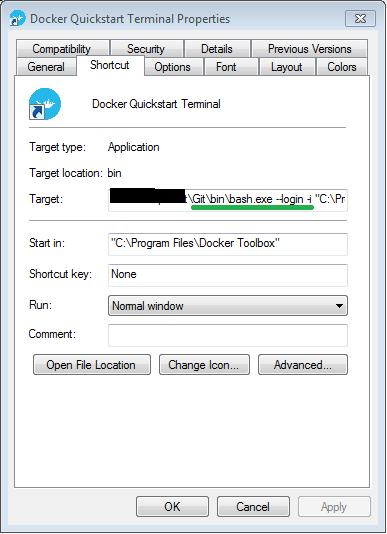 Docker Quickstart Terminal Properties
Compatibility Security Details Previous Versions
General Shortcut Options Font Layout Colors
Docker Quickstart Terminal
Target type: Application
Target location: bin
Target: \Git\bin\bash.exe --login -i "C:\Pr
Start in: "C:\Program Files\Docker Toolbox"
Shortcut key: None
Run: Normal window
Comment:
Open File Location Change Icon... Advanced...
OK Cancel Apply